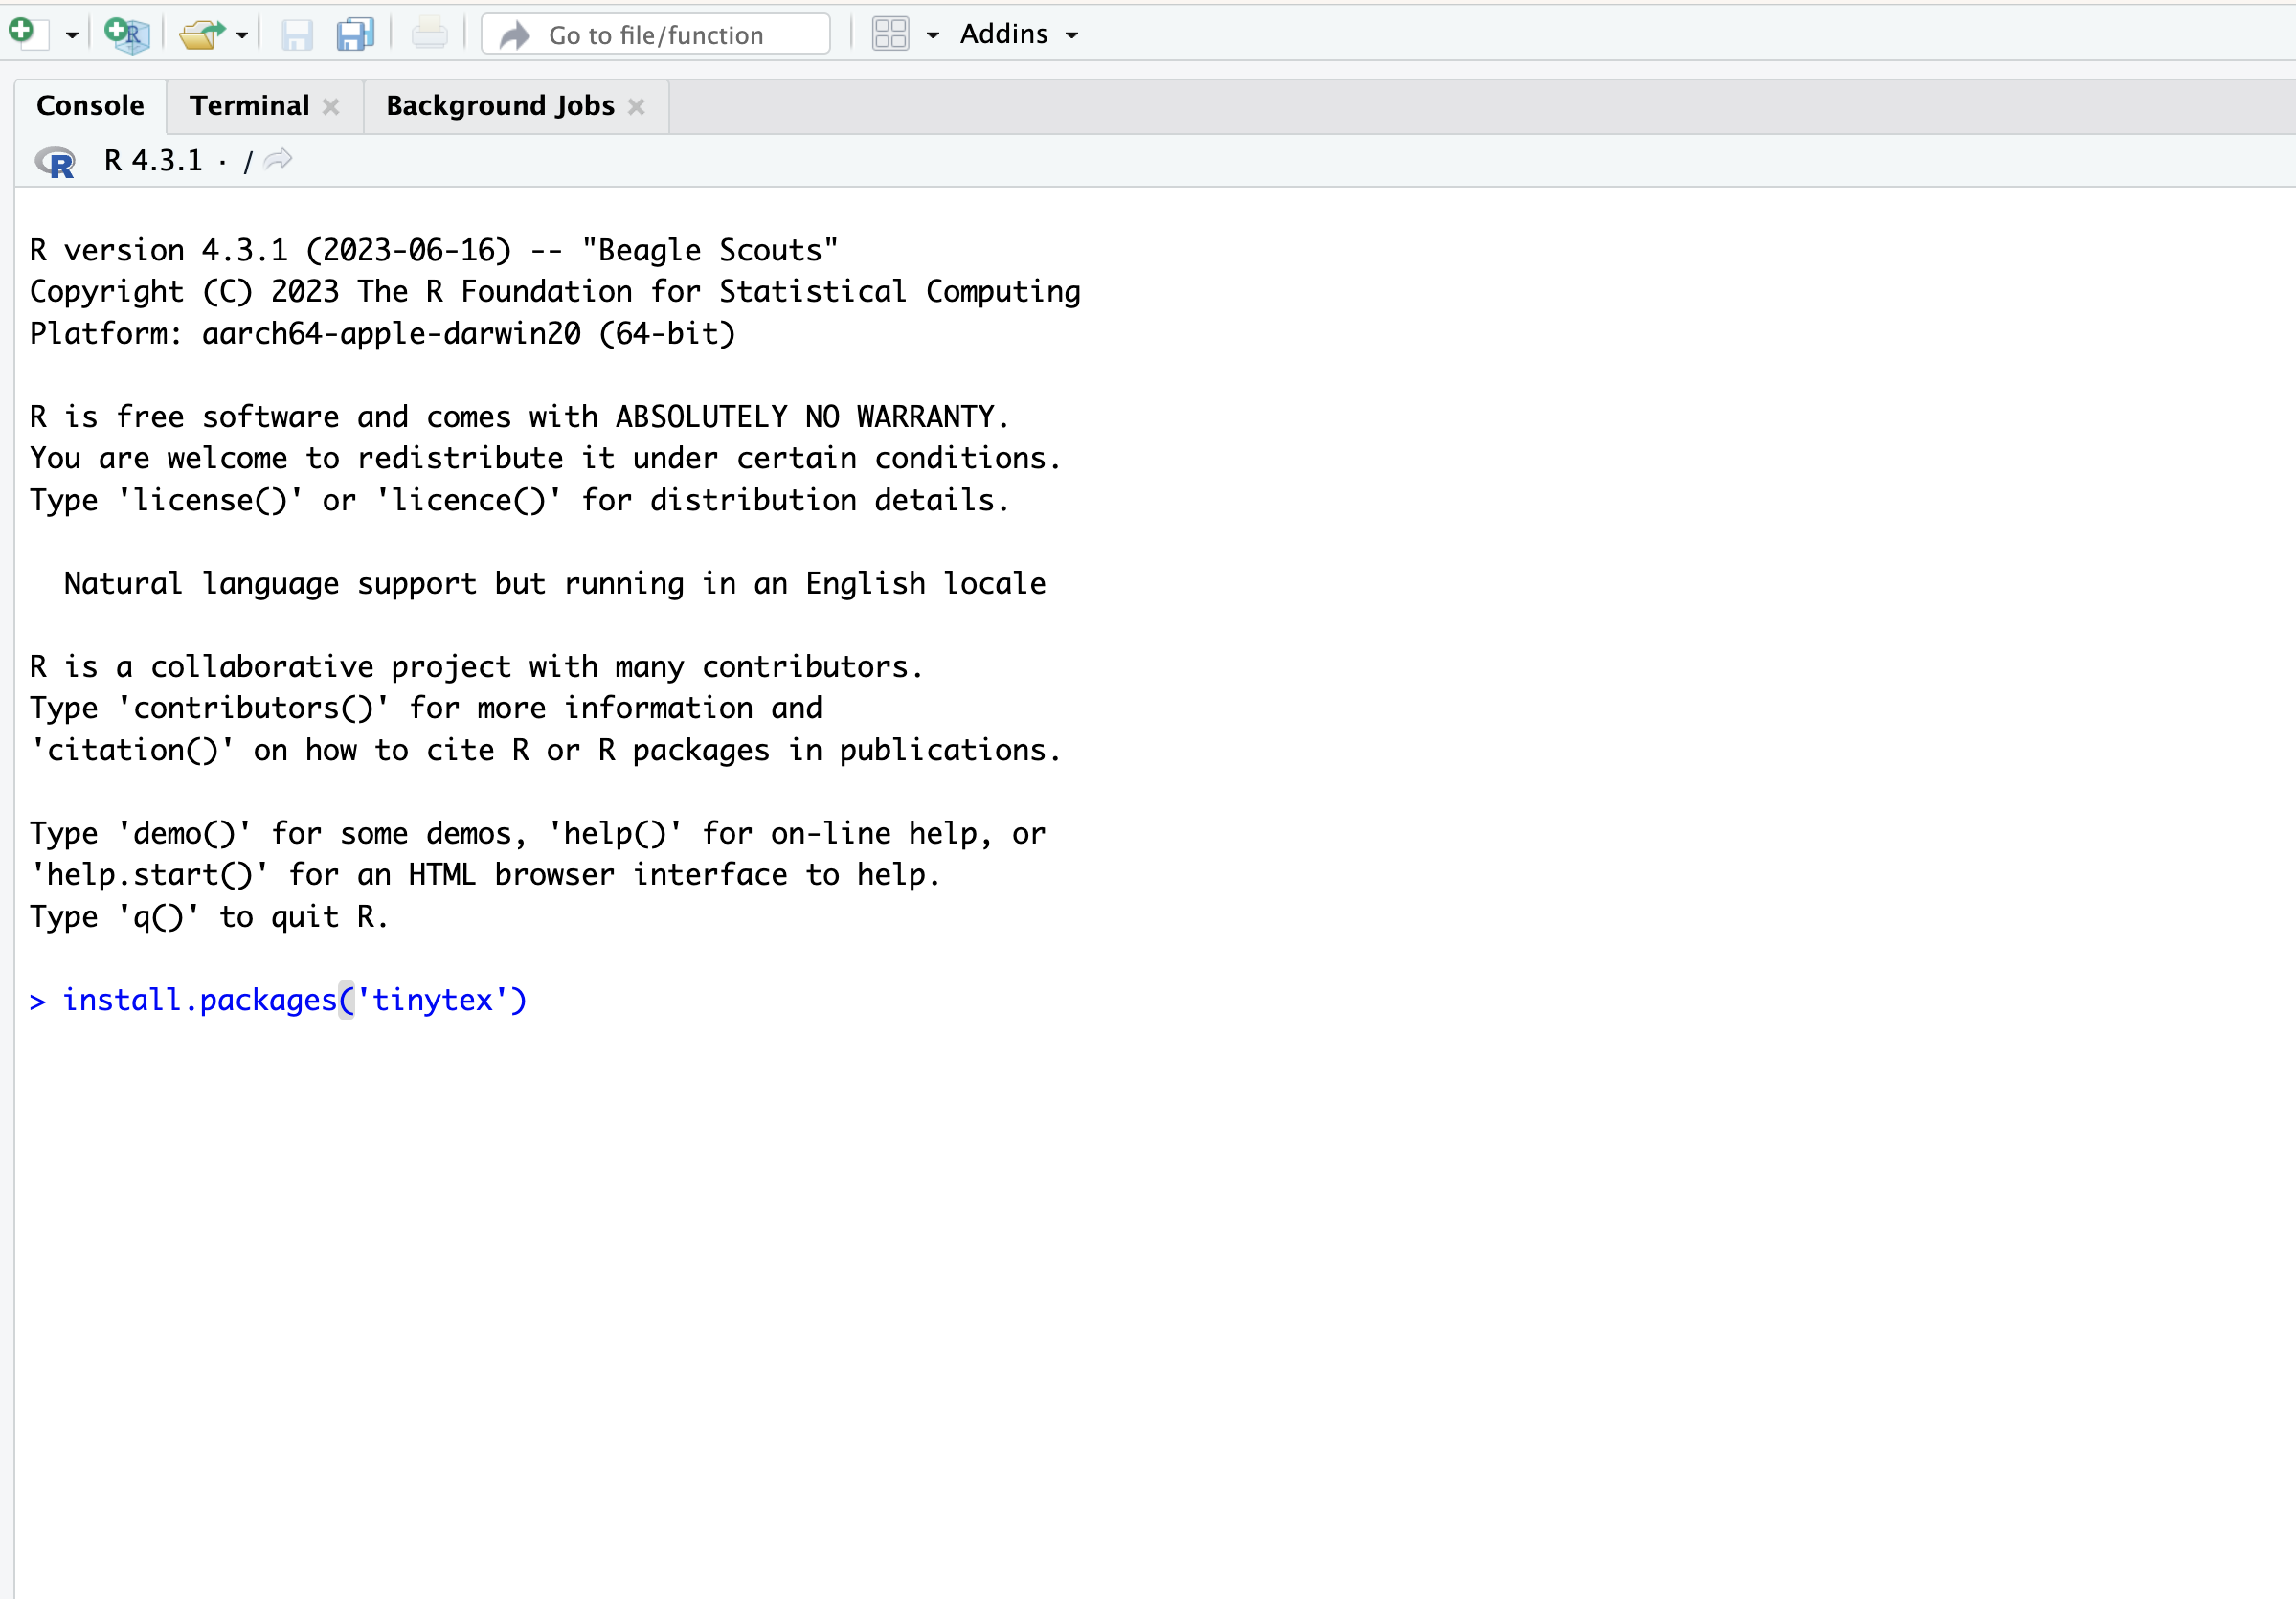 Go to file/function
Addins
Console Terminal Background Jobs
R 4.3.1 · /
R version 4.3.1 (2023-06-16) -- "Beagle Scouts"
Copyright (C) 2023 The R Foundation for Statistical Computing
Platform: aarch64-apple-darwin20 (64-bit)
R is free software and comes with ABSOLUTELY NO WARRANTY.
You are welcome to redistribute it under certain conditions.
Type 'license()' or 'licence()' for distribution details.
Natural language support but running in an English locale
R is a collaborative project with many contributors.
Type 'contributors()' for more information and
'citation()' on how to cite R or R packages in publications.
Type 'demo()' for some demos, 'help()' for on-line help, or
'help.start()' for an HTML browser interface to help.
Type 'q()' to quit R.
> install.packages('tinytex')